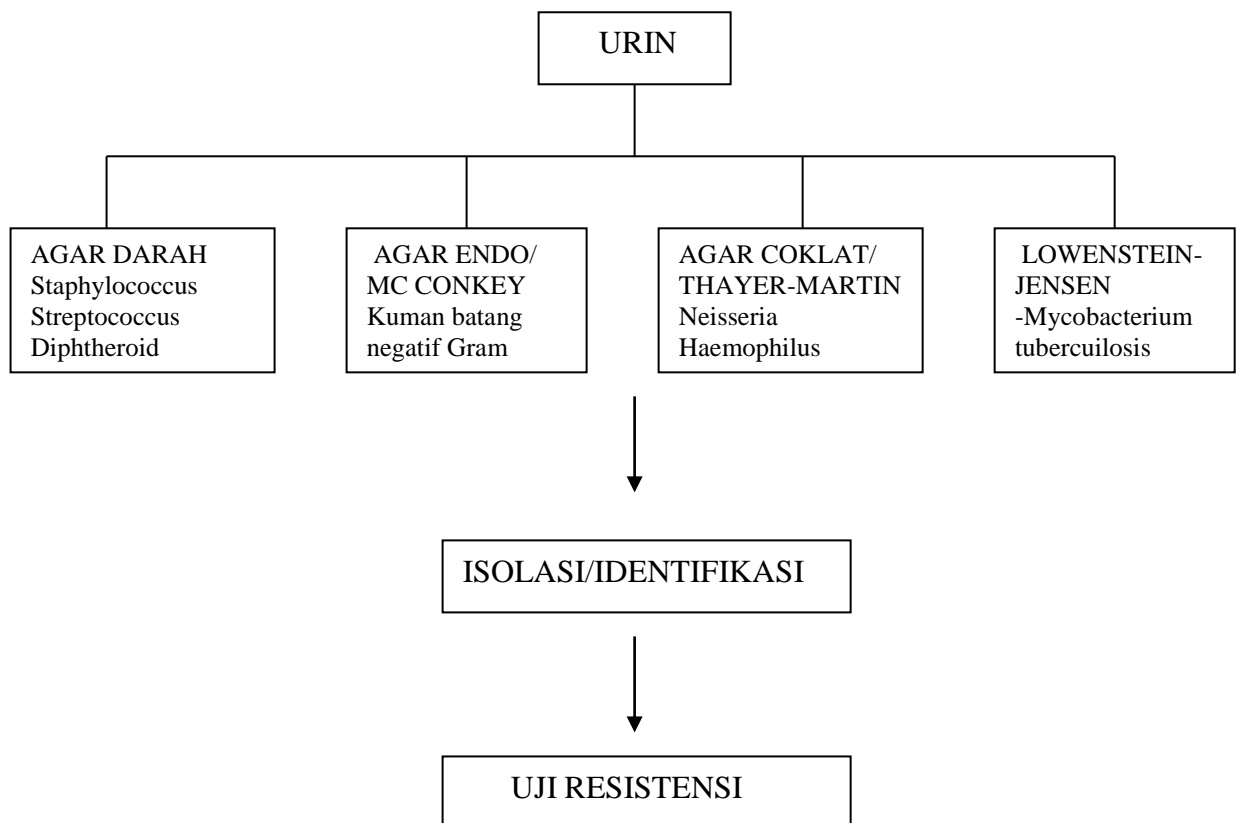 URIN
AGAR DARAH
Staphylococcus
Streptococcus
Diphtheroid
AGAR ENDO/
MC CONKEY
Kuman batang
negatif Gram
AGAR COKLAT/
THAYER-MARTIN
Neisseria
Haemophilus
LOWENSTEIN-
JENSEN
-Mycobacterium
tubercuilosis
ISOLASI/IDENTIFIKASI
UJI RESISTENSI